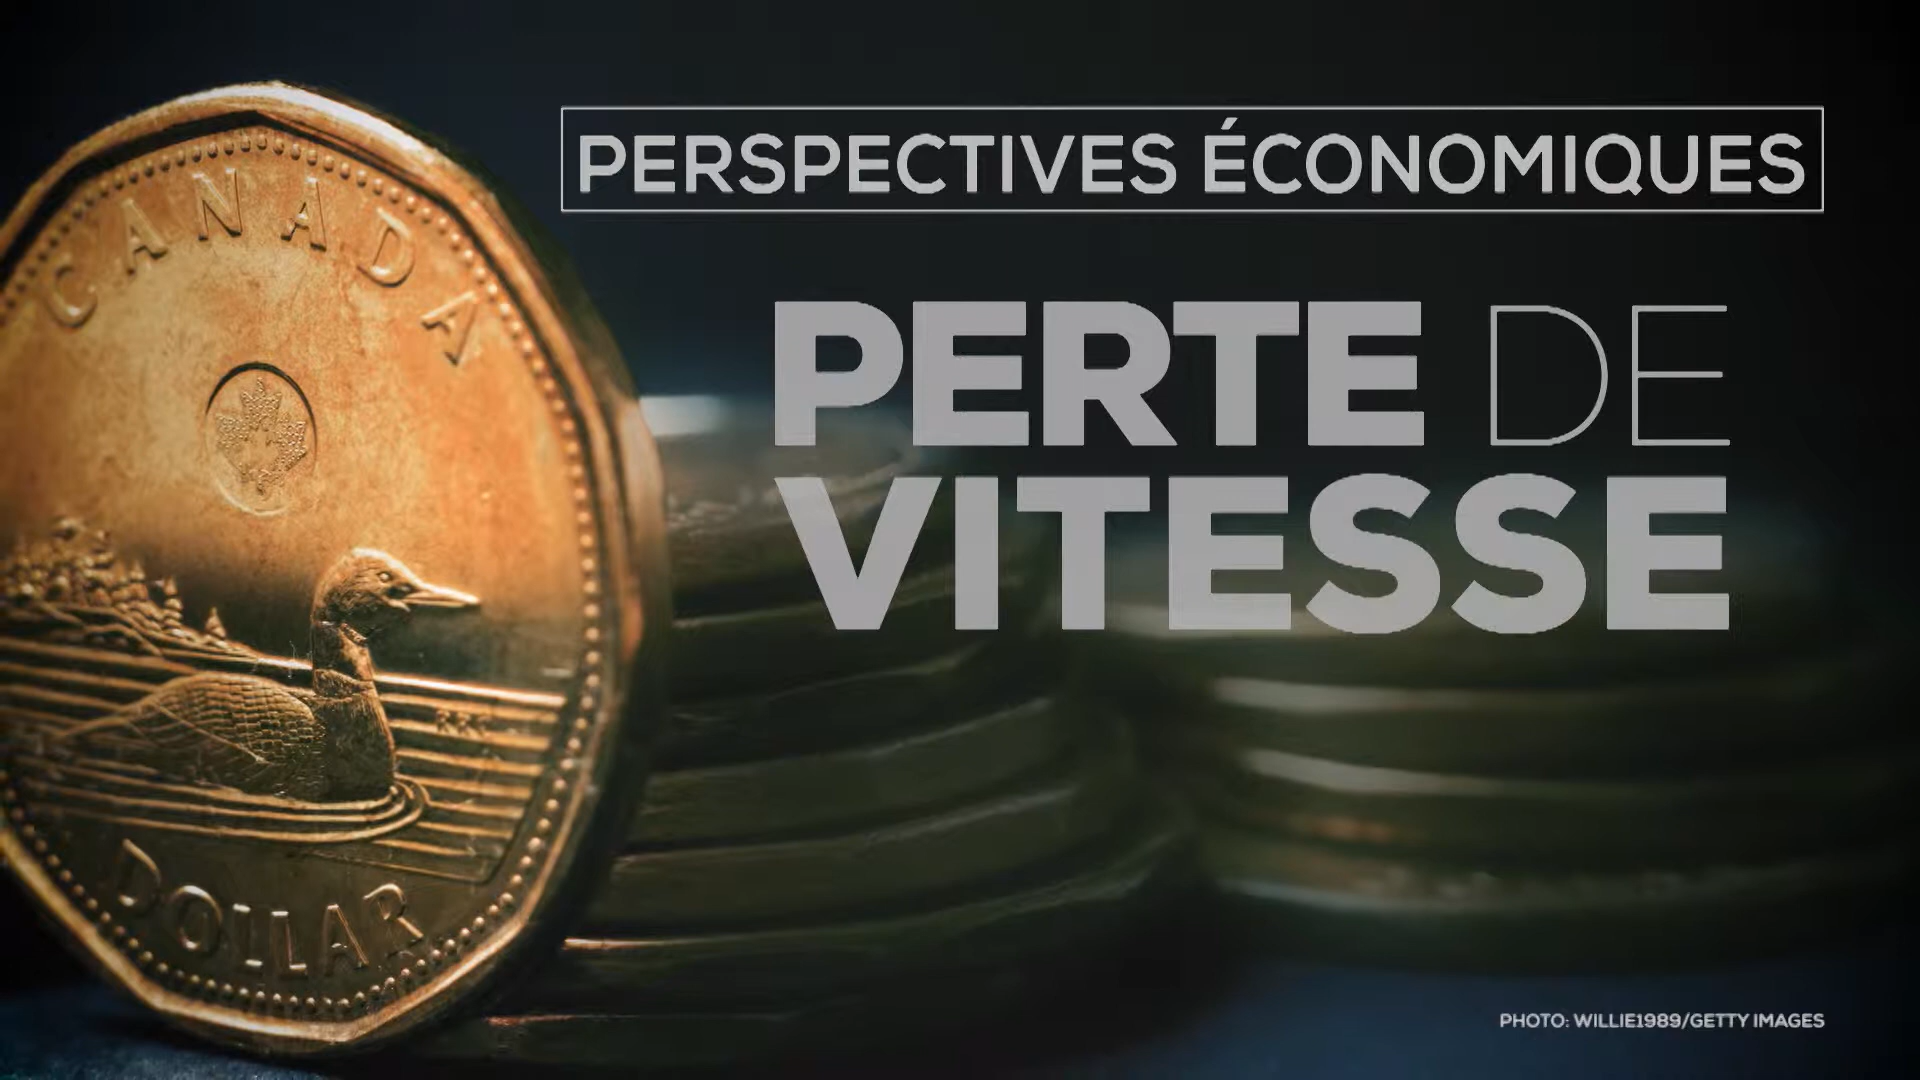 PERSPECTIVES ÉCONOMIQUES
PERTE DE
VITESSE
CANADA
DOLLAR
PHOTO: WILLIE1989/GETTY IMAGES